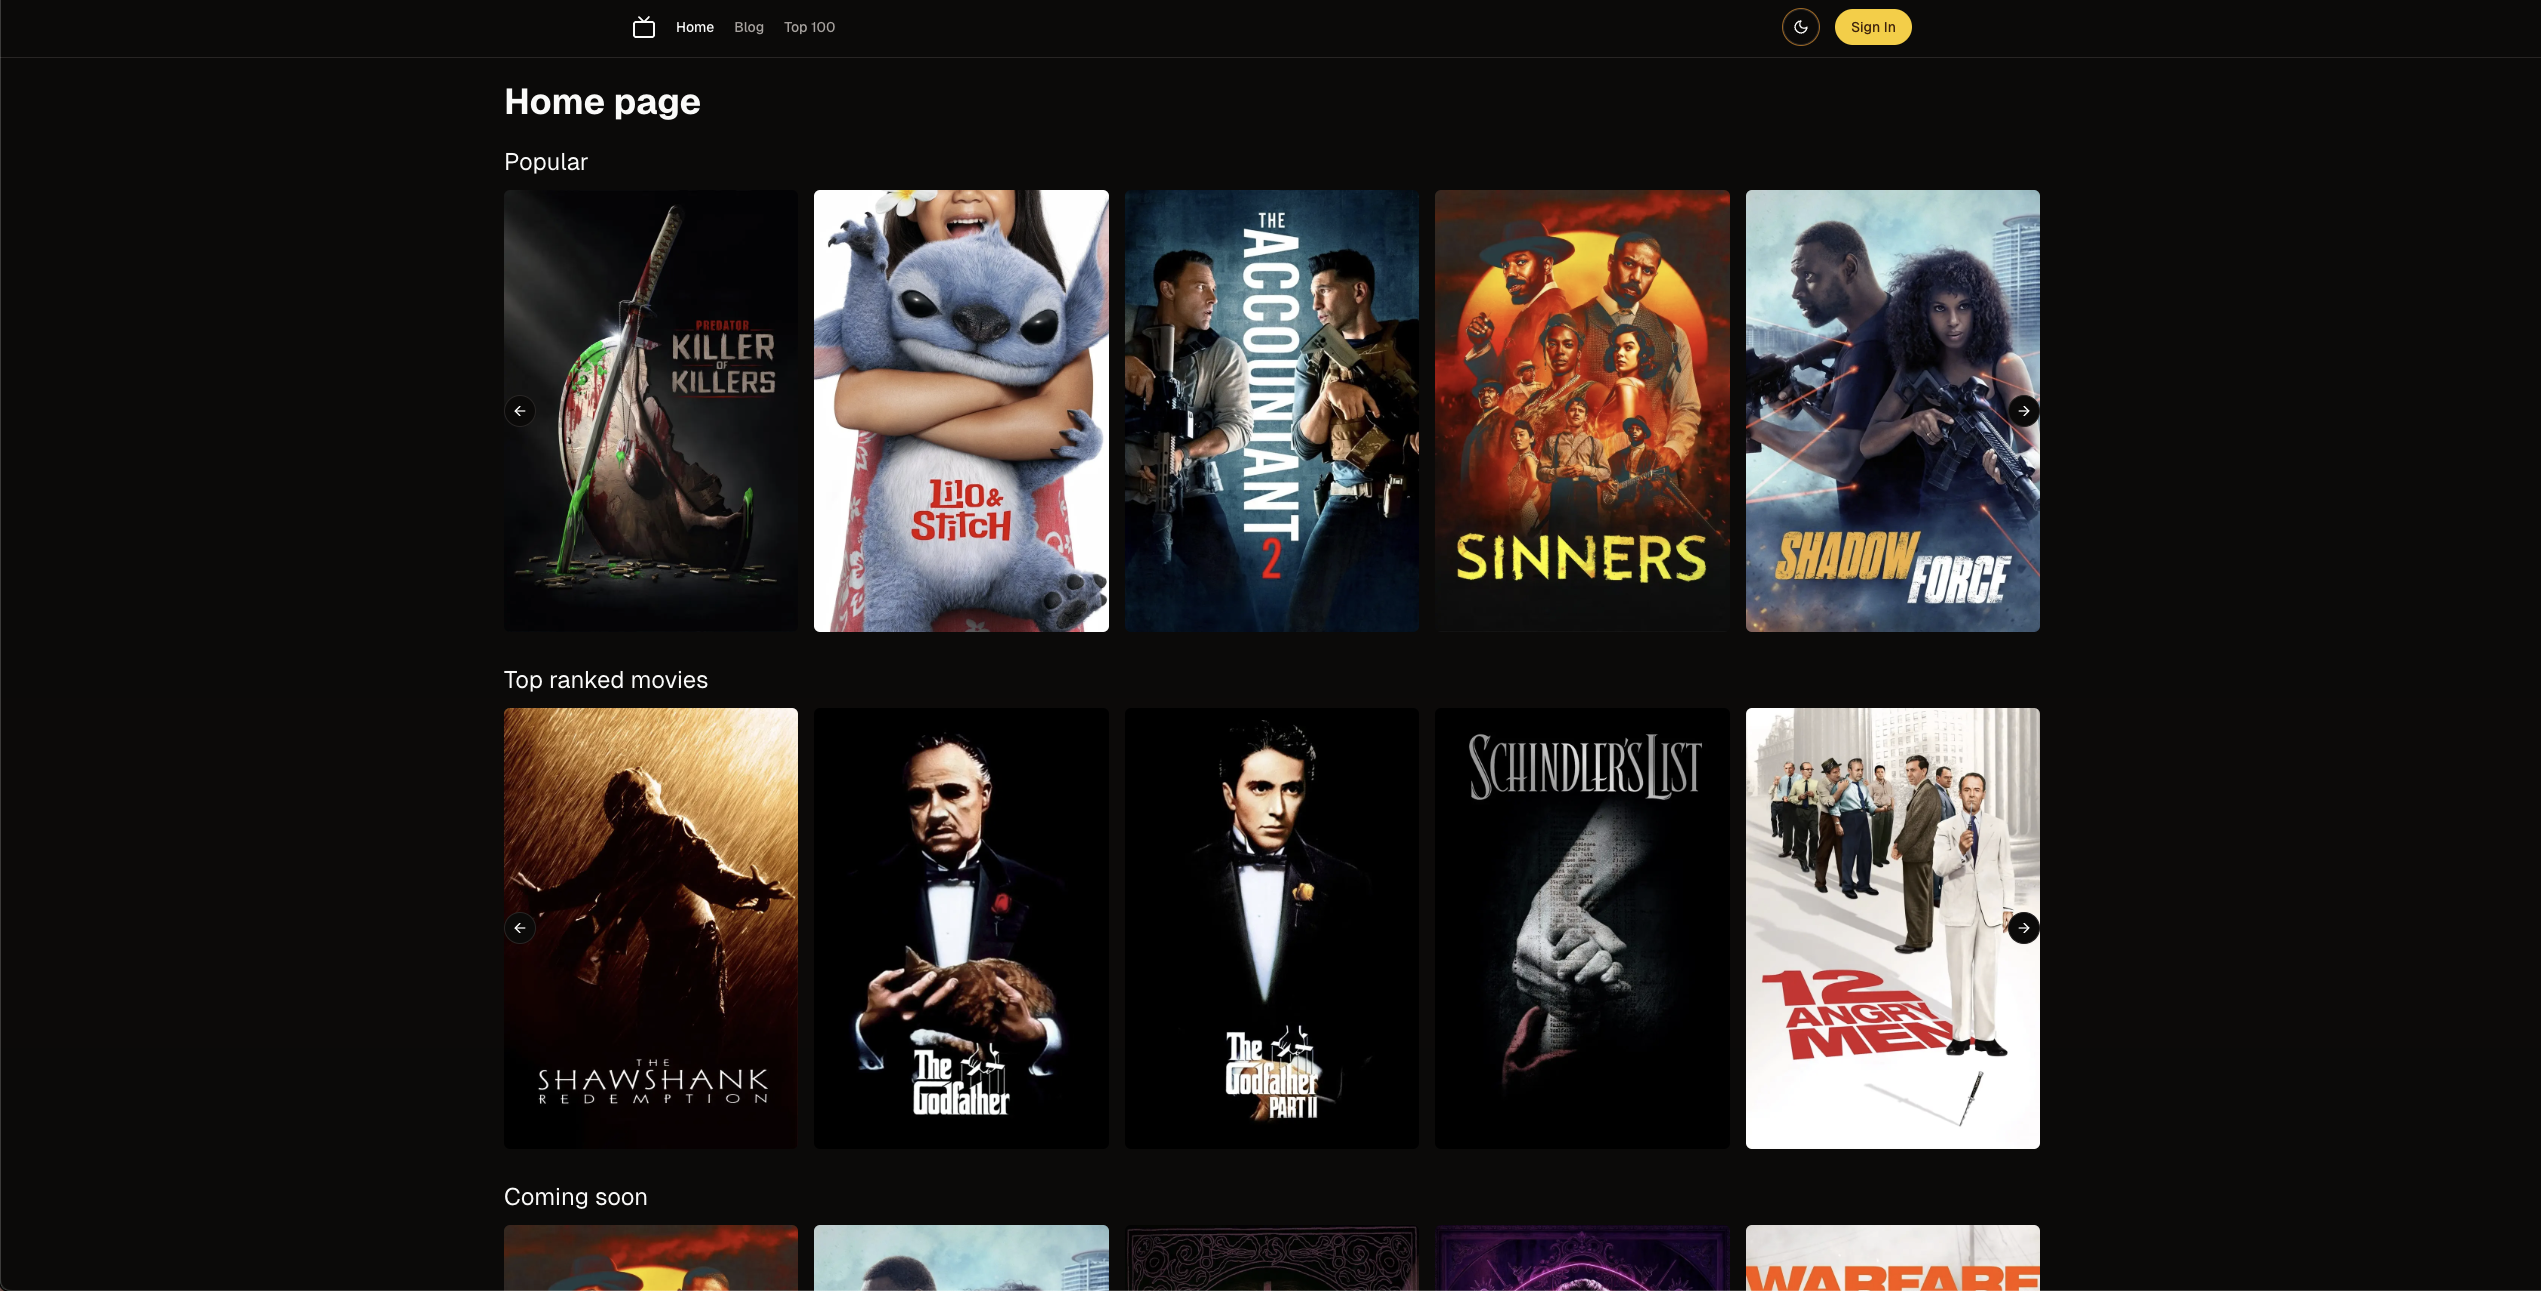 Home
Blog
Top 100
Sign In
Home page
Popular
PREDATOR
KILLER
OF
KILLERS
Lilo &
Stitch
THE
ACCOUNTANT
2
SINNERS
SHADOW
FORCE
Top ranked movies
THE
SHAWSHANK
REDEMPTION
The
Godfather
The
Godfather
PART II
SCHINDLER'S LIST
12
ANGRY
MEN
Coming soon
WARFARE